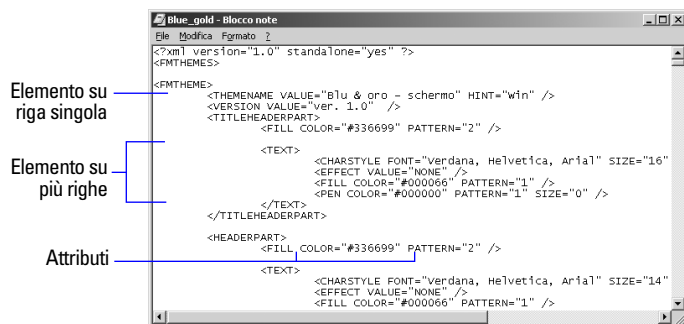 Blue_gold - Blocco note
File Modifica Formato ?
<?xml version="1.0" standalone="yes" ?>
<FMTHEMES>
<FMTHEME>
<THEMENAME VALUE="Blu & oro – schermo" HINT="Win" />
<VERSION VALUE="ver. 1.0" />
<TITLEHEADERPART>
<FILL COLOR="#336699" PATTERN="2" />
<TEXT>
<CHARSTYLE FONT="Verdana, Helvetica, Arial" SIZE="16"
<EFFECT VALUE="NONE" />
<FILL COLOR="#000066" PATTERN="1" />
<PEN COLOR="#000000" PATTERN="1" SIZE="0" />
</TEXT>
</TITLEHEADERPART>
<HEADERPART>
<FILL COLOR="#336699" PATTERN="2" />
<TEXT>
<CHARSTYLE FONT="Verdana, Helvetica, Arial" SIZE="14"
<EFFECT VALUE="NONE" />
<FILL COLOR="#000066" PATTERN="1" />
Elemento su
riga singola
Elemento su
più righe
Attributi